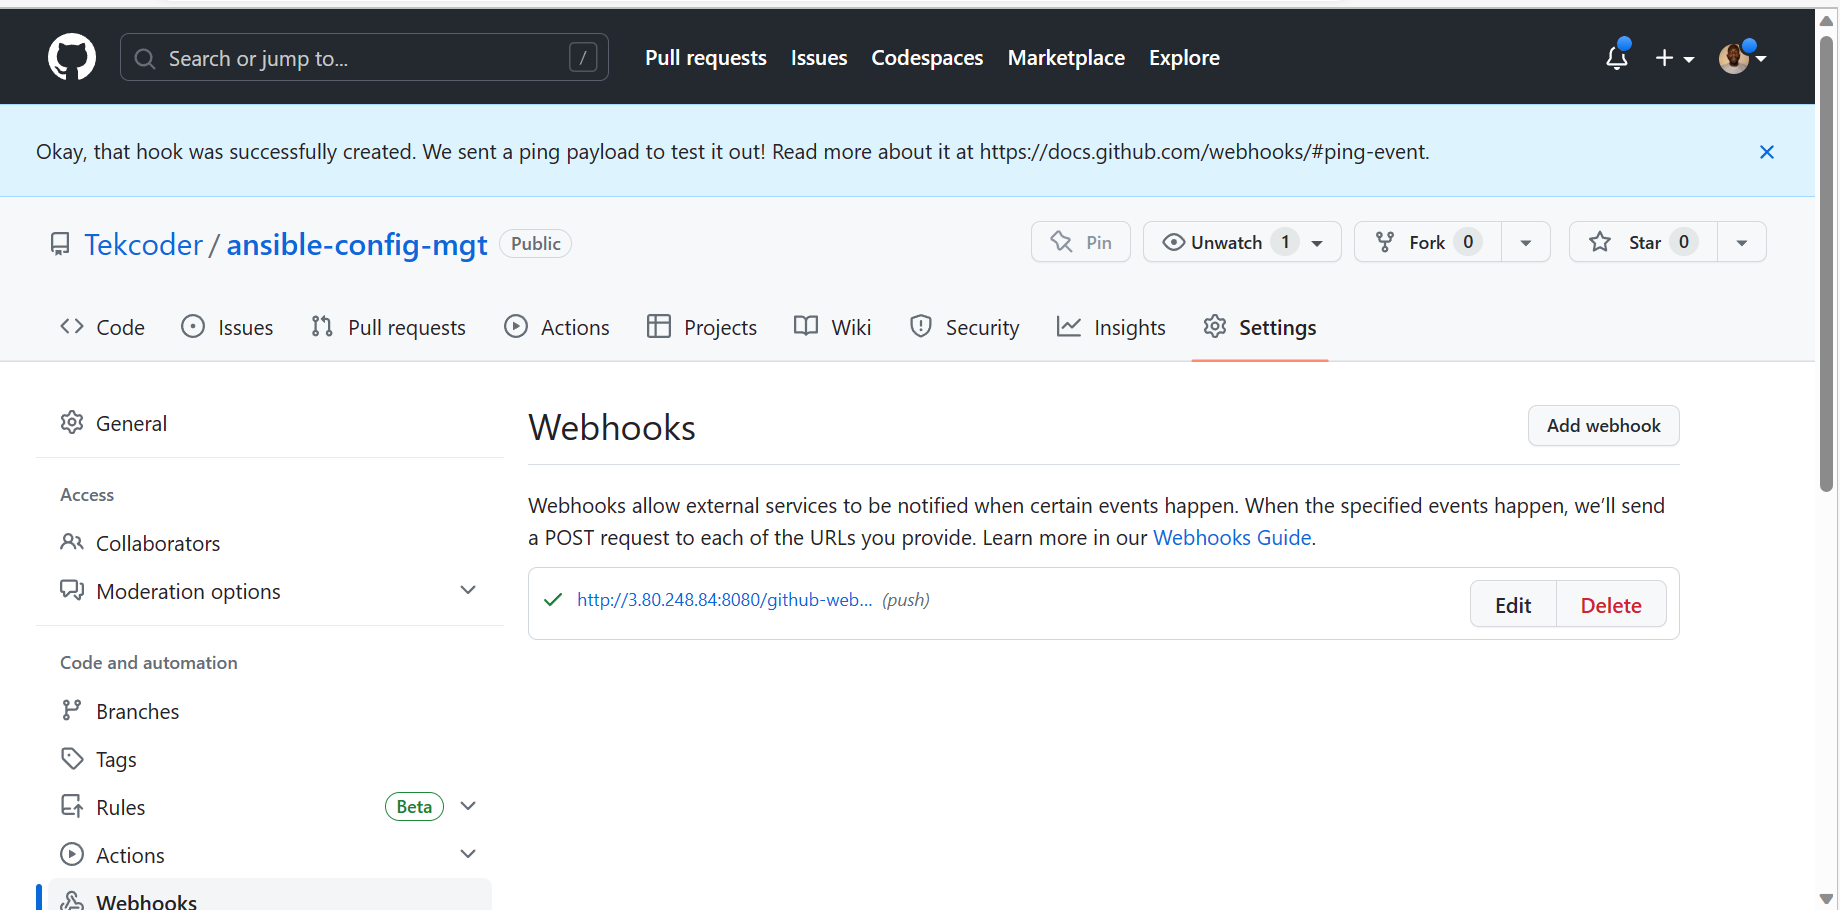 Search or jump to...
/
Pull requests
Issues
Codespaces
Marketplace
Explore
Okay, that hook was successfully created. We sent a ping payload to test it out! Read more about it at https://docs.github.com/webhooks/#ping-event.
Tekcoder / ansible-config-mgt
Public
Pin
Unwatch 1
Fork 0
Star 0
Code
Issues
Pull requests
Actions
Projects
Wiki
Security
Insights
Settings
General
Access
Collaborators
Moderation options
Code and automation
Branches
Tags
Rules
Beta
Actions
Webhooks
Webhooks
Add webhook
Webhooks allow external services to be notified when certain events happen. When the specified events happen, we’ll send
a POST request to each of the URLs you provide. Learn more in our Webhooks Guide.
http://3.80.248.84:8080/github-web... (push)
Edit
Delete